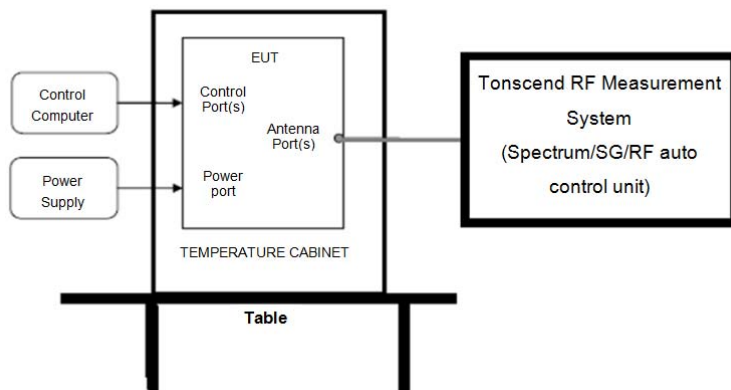 EUT
Control
Computer
Control
Port(s)
Antenna
Port(s)
Power
Supply
Power
port
TEMPERATURE CABINET
Table
Tonscend RF Measurement
System
(Spectrum/SG/RF auto
control unit)